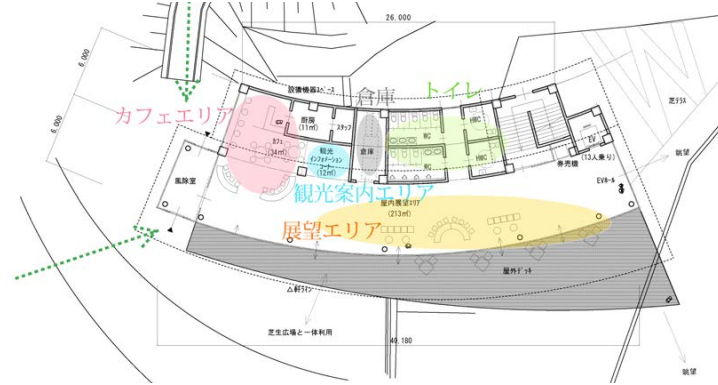 26,000
6,000
6,000
設備機器スペース
倉庫
トイレ
カフェエリア
厨房
(11㎡)
スタッフ
カフェ
(34㎡)
観光
インフォメーション
コーナー
(12㎡)
倉庫
WC
WC
HWC
HWC
EV
(13人乗り)
券売機
芝テラス
眺望
EVホール
風除室
観光案内エリア
屋内展望エリア
(213㎡)
展望エリア
屋外デッキ
△軒ライン
芝生広場と一体利用
40,180
眺望